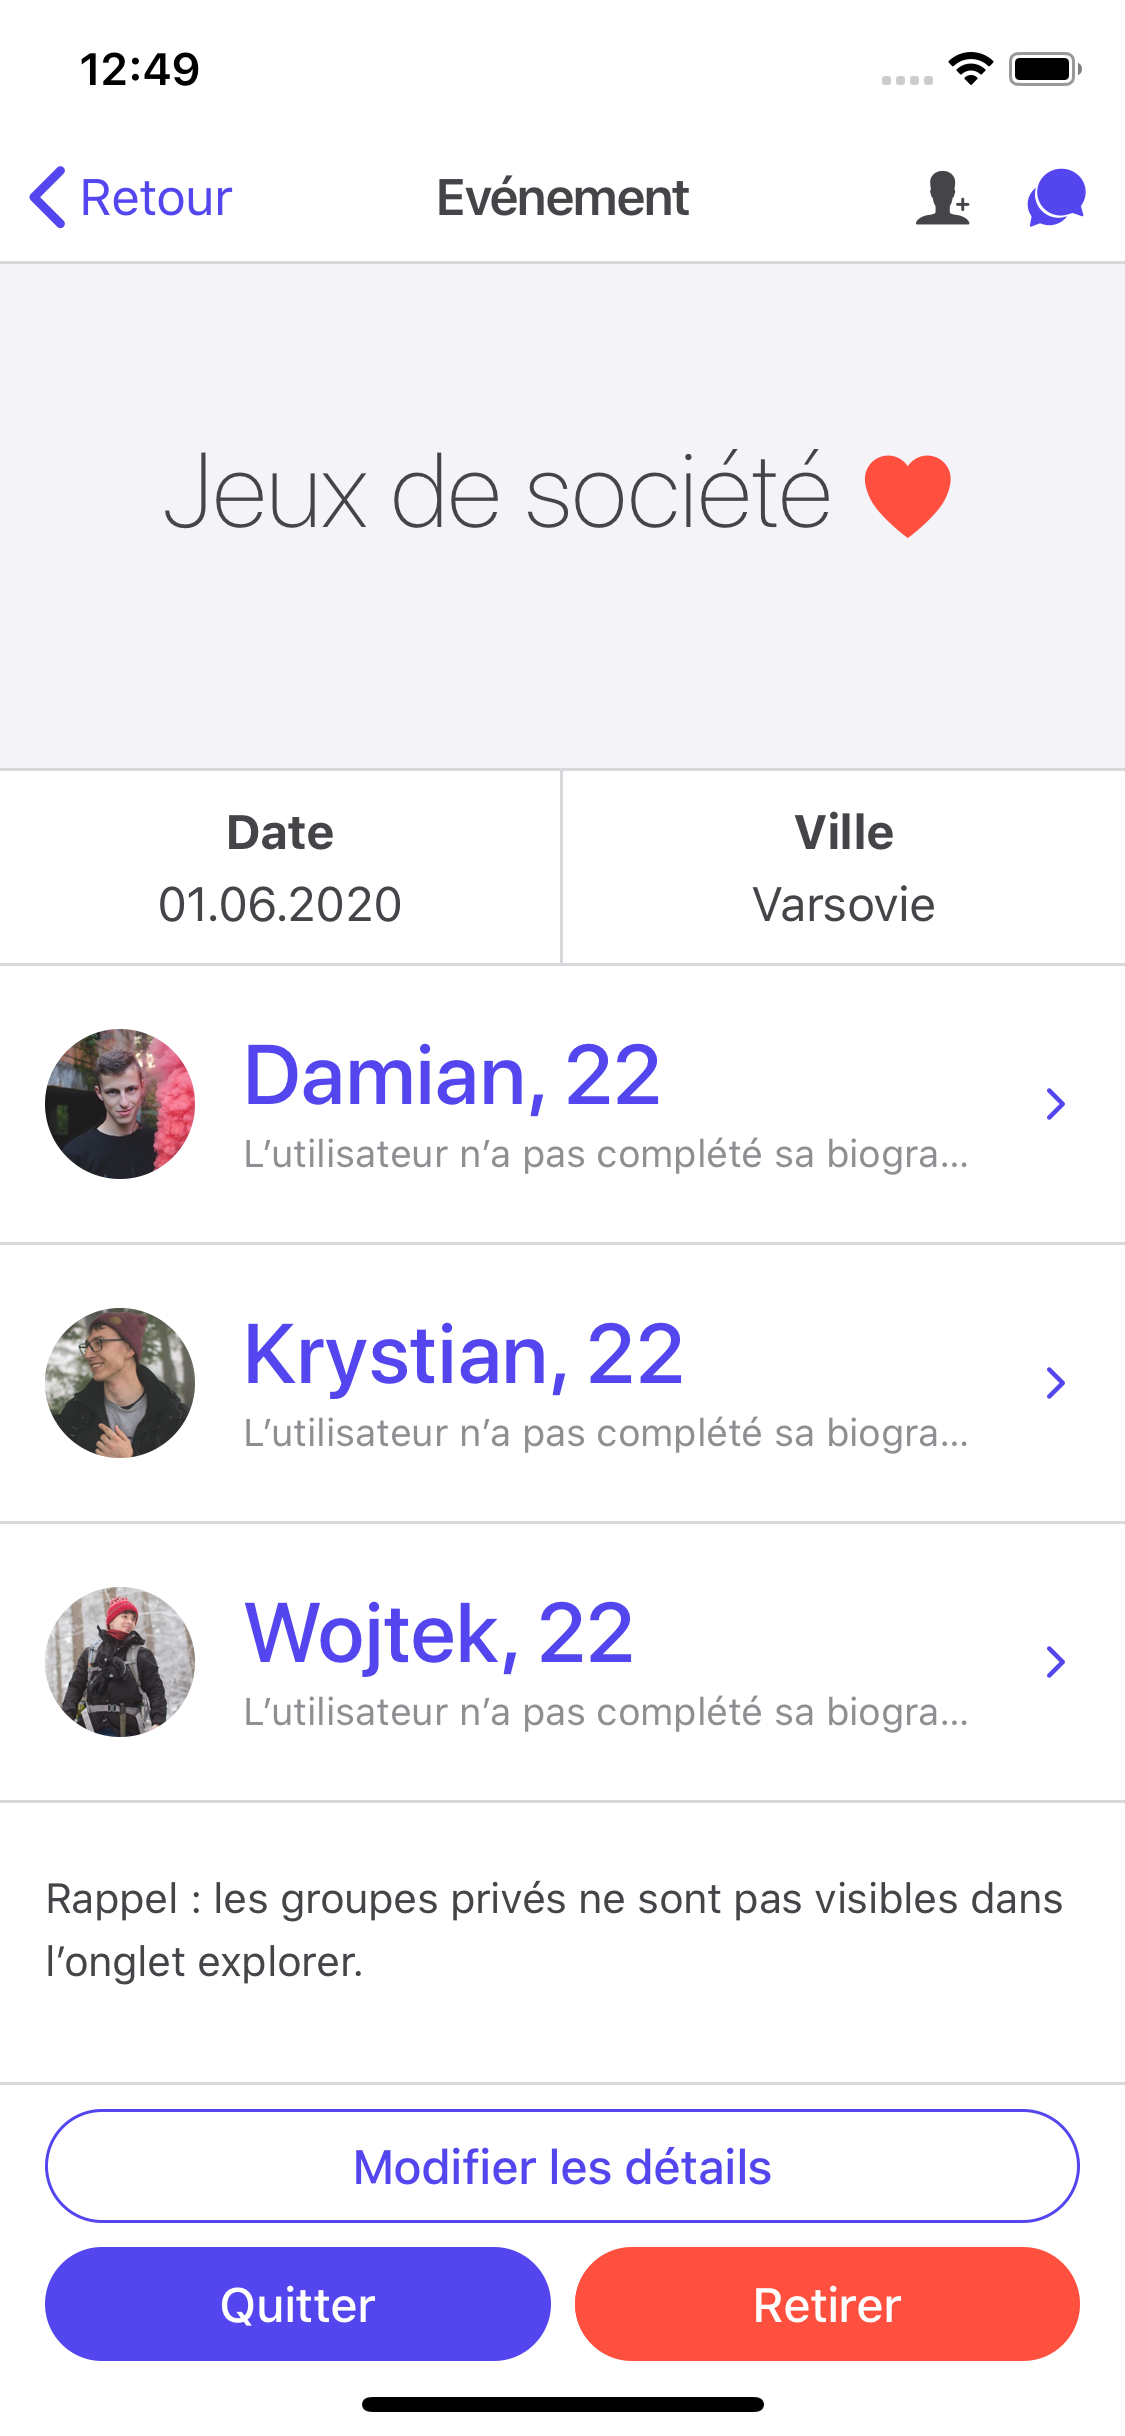 12:49
Retour
Evénement
Jeux de société ❤️
Date
01.06.2020
Ville
Varsovie
Damian, 22
L’utilisateur n’a pas complété sa biogra...
Krystian, 22
L’utilisateur n’a pas complété sa biogra...
Wojtek, 22
L’utilisateur n’a pas complété sa biogra...
Rappel : les groupes privés ne sont pas visibles dans
l’onglet explorer.
Modifier les détails
Quitter
Retirer